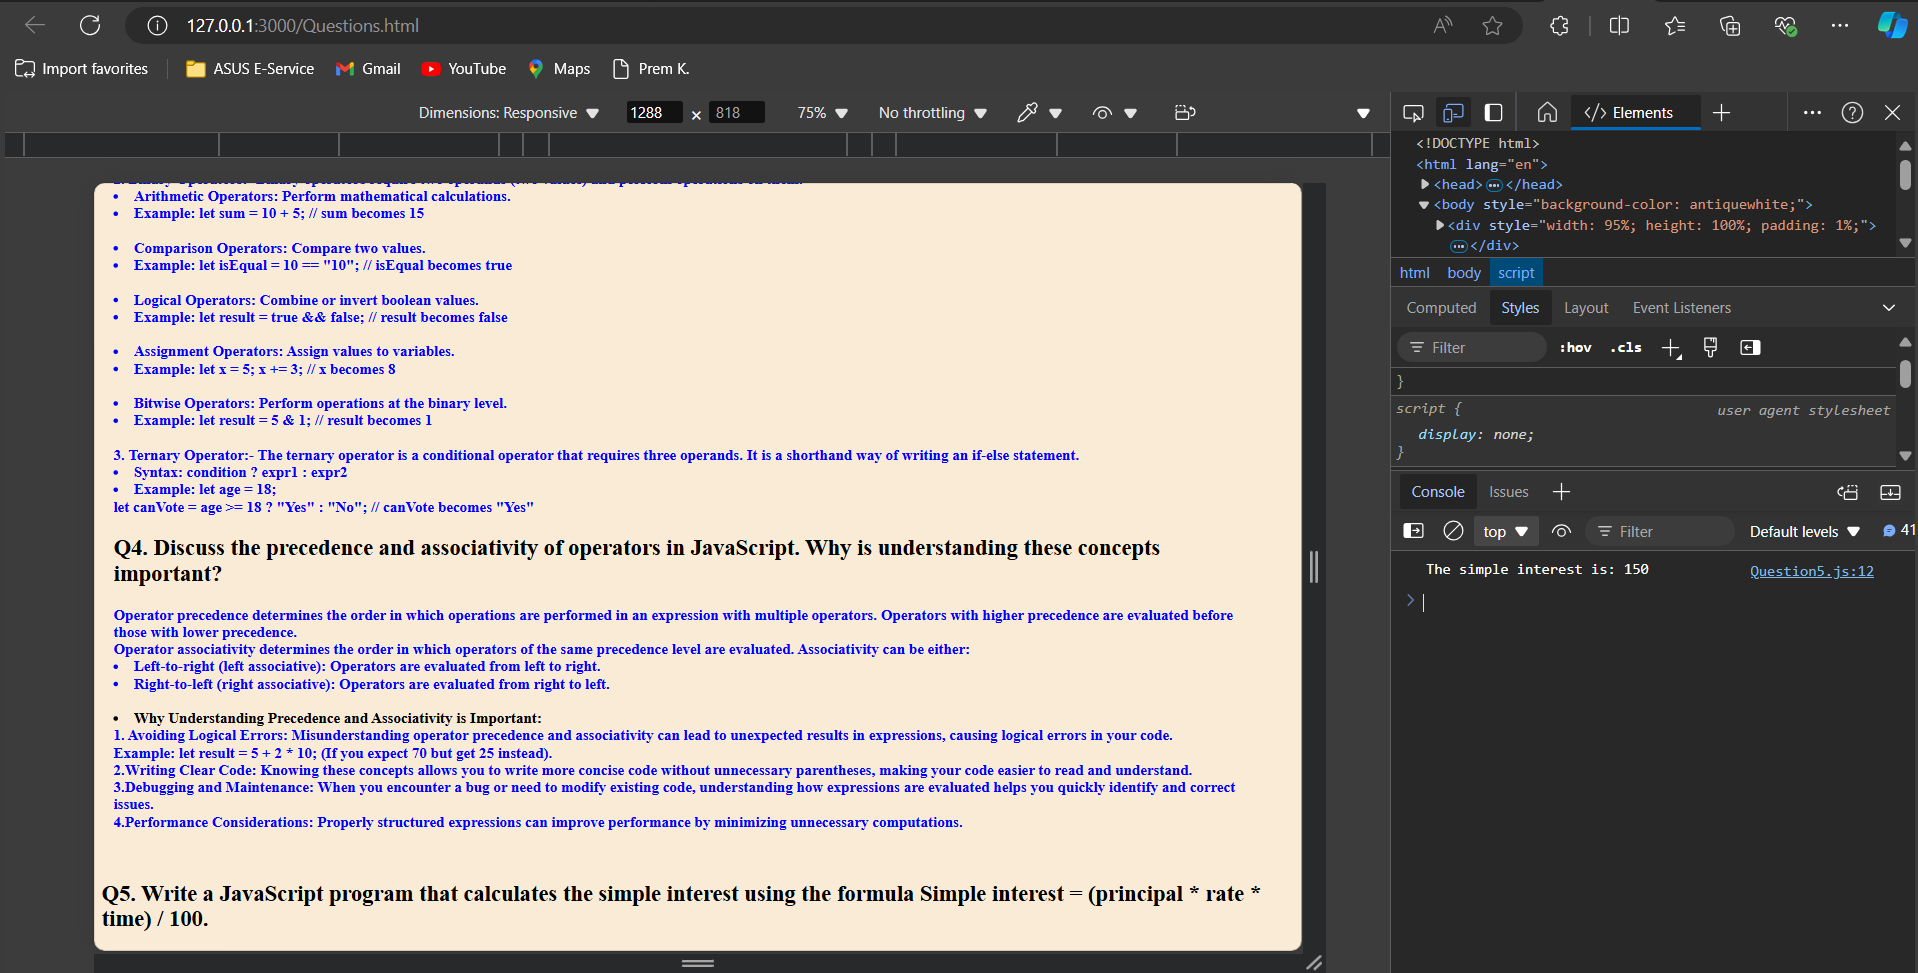 127.0.0.1:3000/Questions.html
Import favorites
ASUS E-Service
Gmail
YouTube
Maps
Prem K.
Dimensions: Responsive
1288 × 818
75%
No throttling
Elements
• Arithmetic Operators: Perform mathematical calculations.
• Example: let sum = 10 + 5; // sum becomes 15
• Comparison Operators: Compare two values.
• Example: let isEqual = 10 == "10"; // isEqual becomes true
• Logical Operators: Combine or invert boolean values.
• Example: let result = true && false; // result becomes false
• Assignment Operators: Assign values to variables.
• Example: let x = 5; x += 3; // x becomes 8
• Bitwise Operators: Perform operations at the binary level.
• Example: let result = 5 & 1; // result becomes 1
3. Ternary Operator:- The ternary operator is a conditional operator that requires three operands. It is a shorthand way of writing an if-else statement.
• Syntax: condition ? expr1 : expr2
• Example: let age = 18;
let canVote = age >= 18 ? "Yes" : "No"; // canVote becomes "Yes"
Q4. Discuss the precedence and associativity of operators in JavaScript. Why is understanding these concepts
important?
Operator precedence determines the order in which operations are performed in an expression with multiple operators. Operators with higher precedence are evaluated before
those with lower precedence.
Operator associativity determines the order in which operators of the same precedence level are evaluated. Associativity can be either:
• Left-to-right (left associative): Operators are evaluated from left to right.
• Right-to-left (right associative): Operators are evaluated from right to left.
• Why Understanding Precedence and Associativity is Important:
1. Avoiding Logical Errors: Misunderstanding operator precedence and associativity can lead to unexpected results in expressions, causing logical errors in your code.
Example: let result = 5 + 2 * 10; (If you expect 70 but get 25 instead).
2.Writing Clear Code: Knowing these concepts allows you to write more concise code without unnecessary parentheses, making your code easier to read and understand.
3.Debugging and Maintenance: When you encounter a bug or need to modify existing code, understanding how expressions are evaluated helps you quickly identify and correct
issues.
4.Performance Considerations: Properly structured expressions can improve performance by minimizing unnecessary computations.
Q5. Write a JavaScript program that calculates the simple interest using the formula Simple interest = (principal * rate *
time) / 100.
<!DOCTYPE html>
<html lang="en">
<head> ••• </head>
<body style="background-color: antiquewhite;">
<div style="width: 95%; height: 100%; padding: 1%;">
••• </div>
html body script
Computed Styles Layout Event Listeners
Filter :hov .cls
}
script { user agent stylesheet
display: none;
}
Console Issues
top Filter Default levels 41
The simple interest is: 150 Question5.js:12